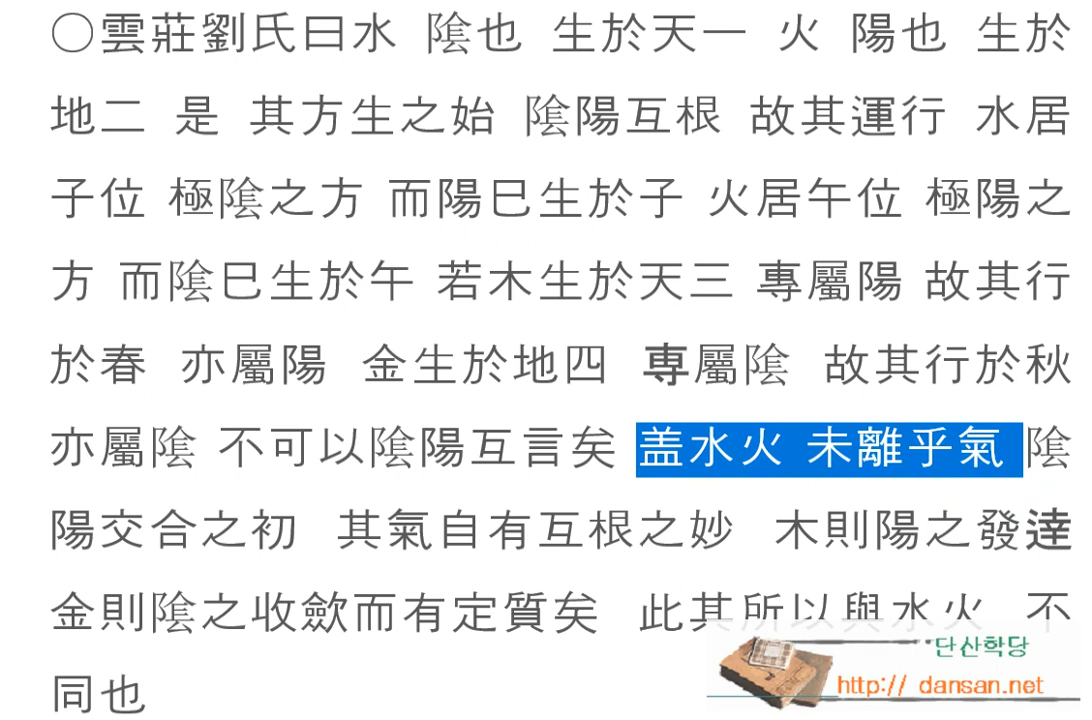 〇雲莊劉氏曰水 陰也 生於天一 火 陽也 生於
地二 是 其方生之始 陰陽互根 故其運行 水居
子位 極陰之方 而陽巳生於子 火居午位 極陽之
方 而陰巳生於午 若木生於天三 專屬陽 故其行
於春 亦屬陽 金生於地四 専屬陰 故其行於秋
亦屬陰 不可以陰陽互言矣 盖水火 未離乎氣 陰
陽交合之初 其氣自有互根之妙 木則陽之發達
金則陰之收斂而有定質矣 此其所以與水火 不
同也
단산학당
http:// dansan.net